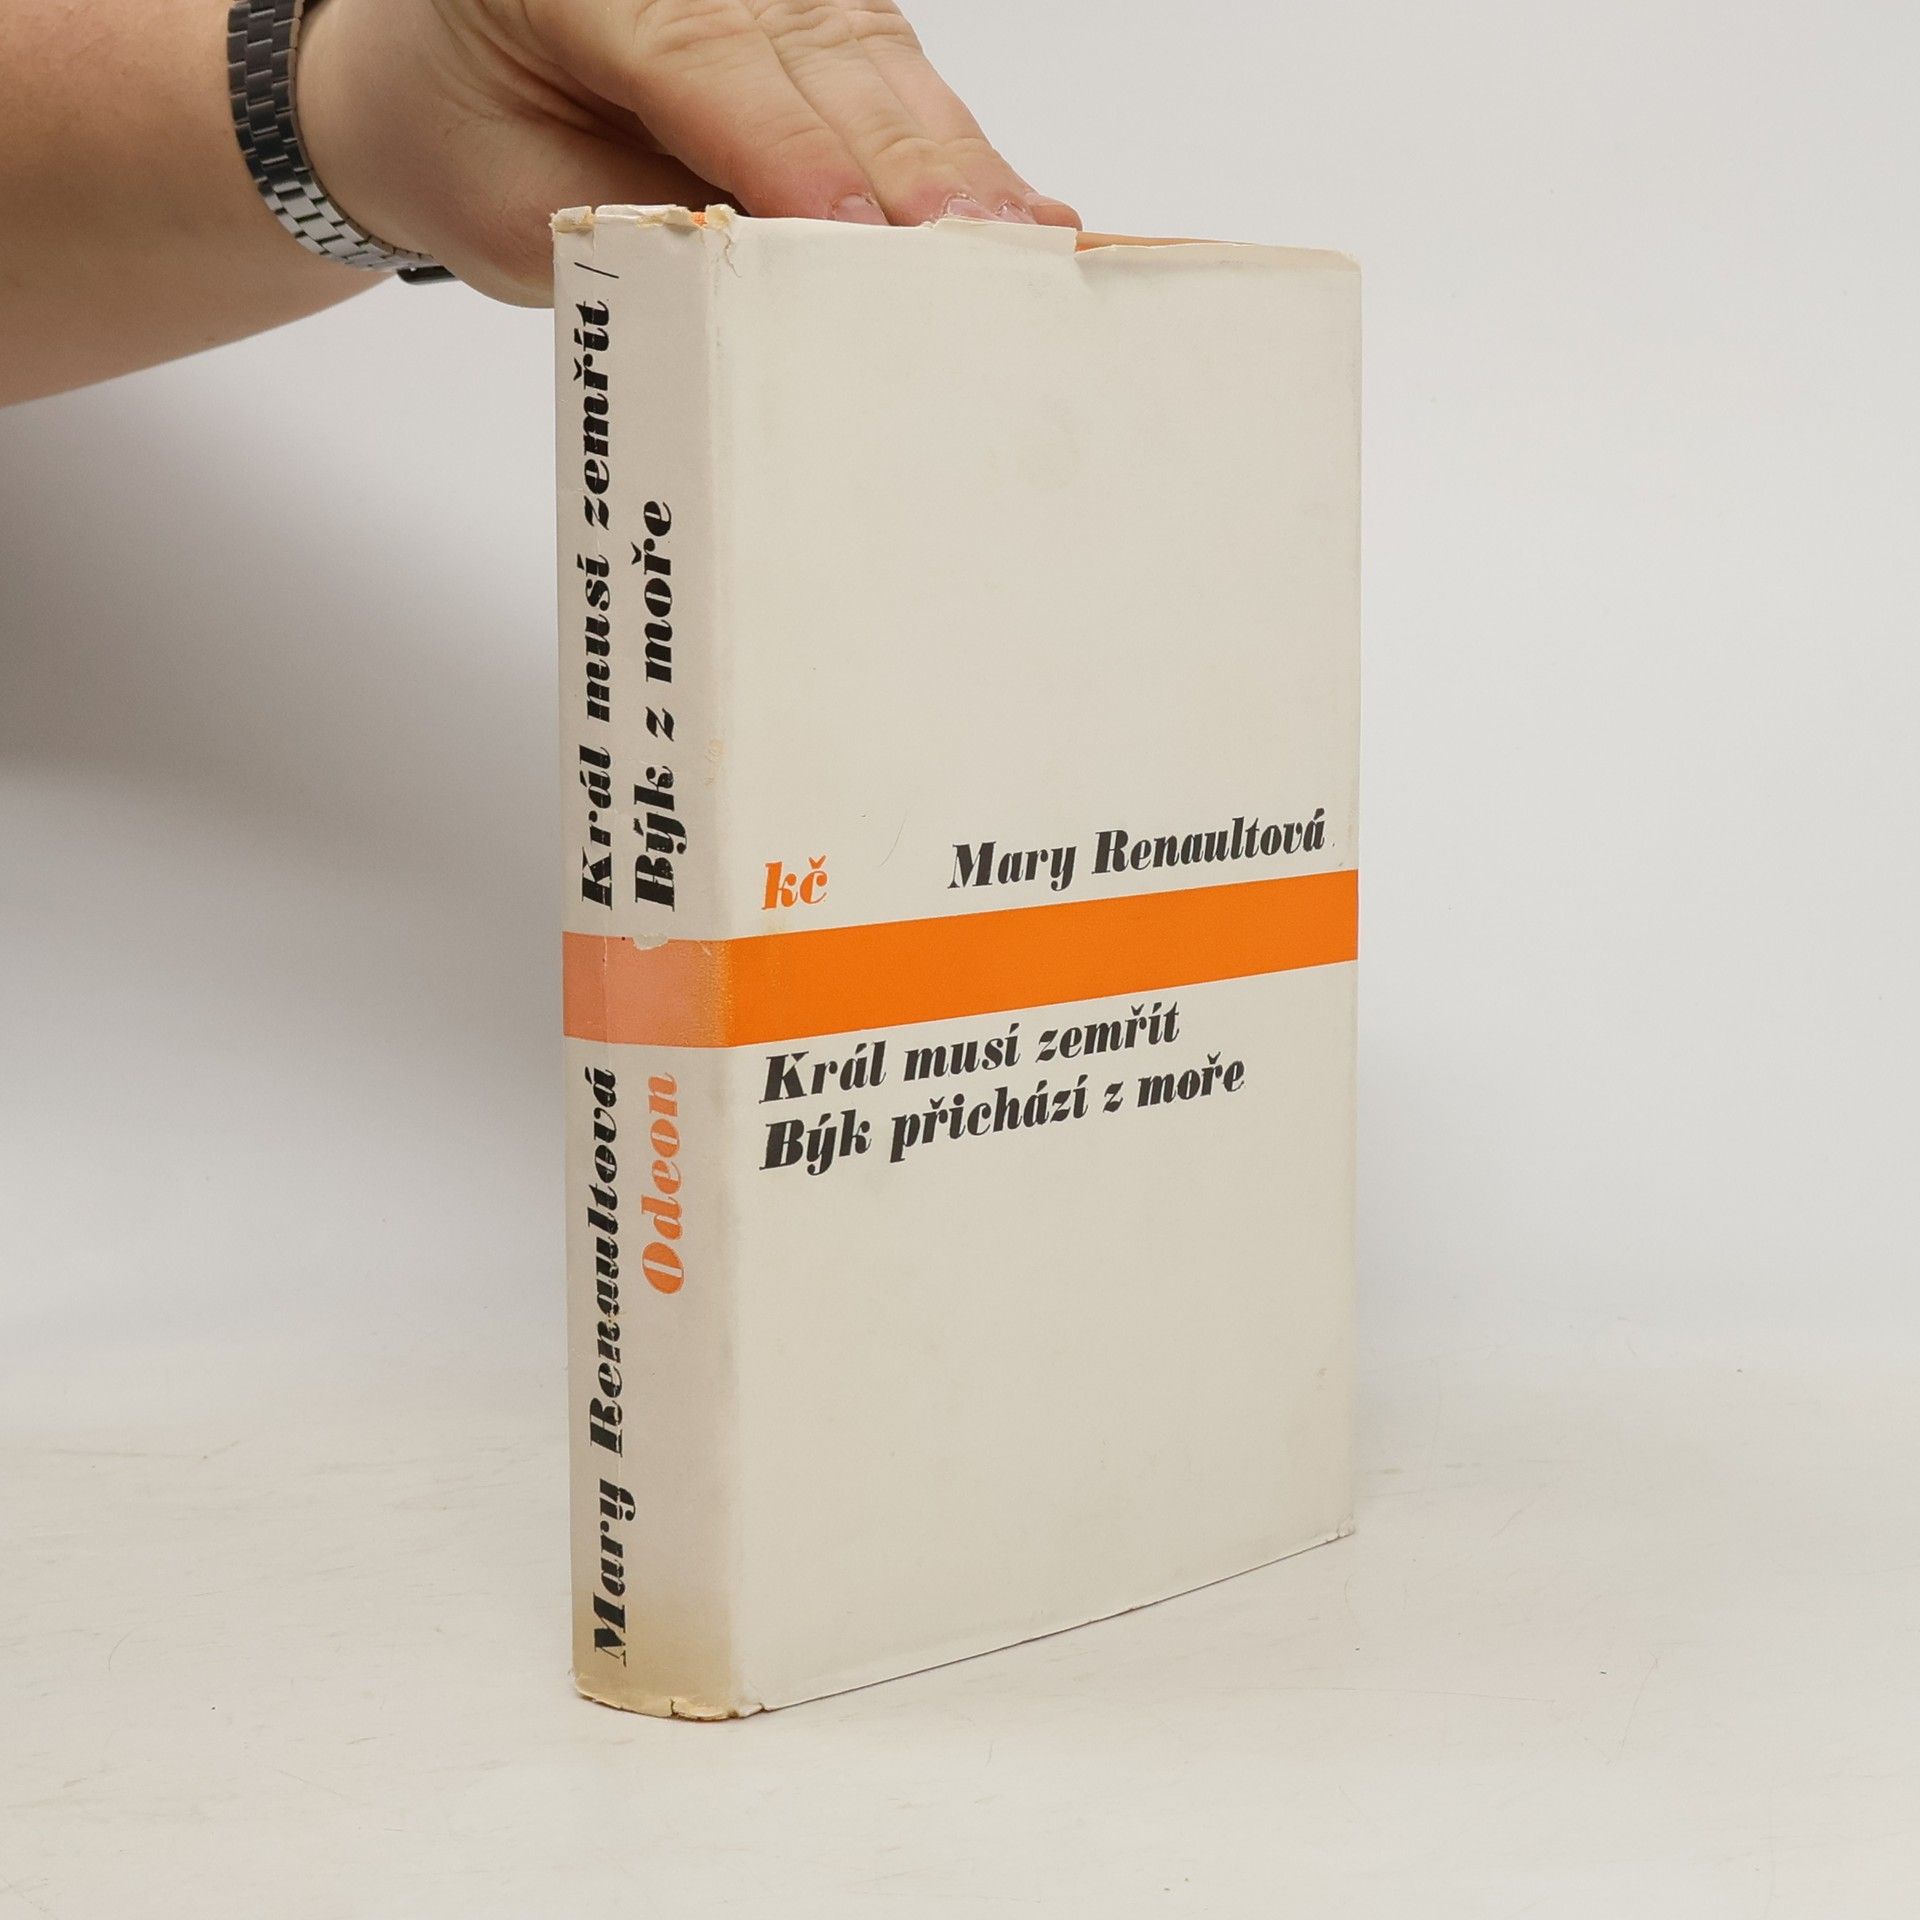 Král musí zemřít /
Býk z moře
Mary Renaultová
Odeon
kč
Mary Renaultová
Král musí zemřít
Býk přichází z moře